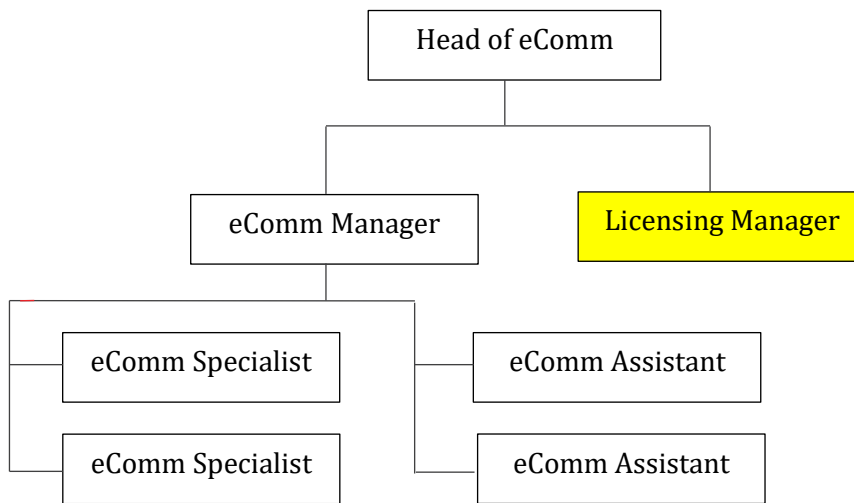 Head of eComm
eComm Manager
Licensing Manager
eComm Specialist
eComm Assistant
eComm Specialist
eComm Assistant